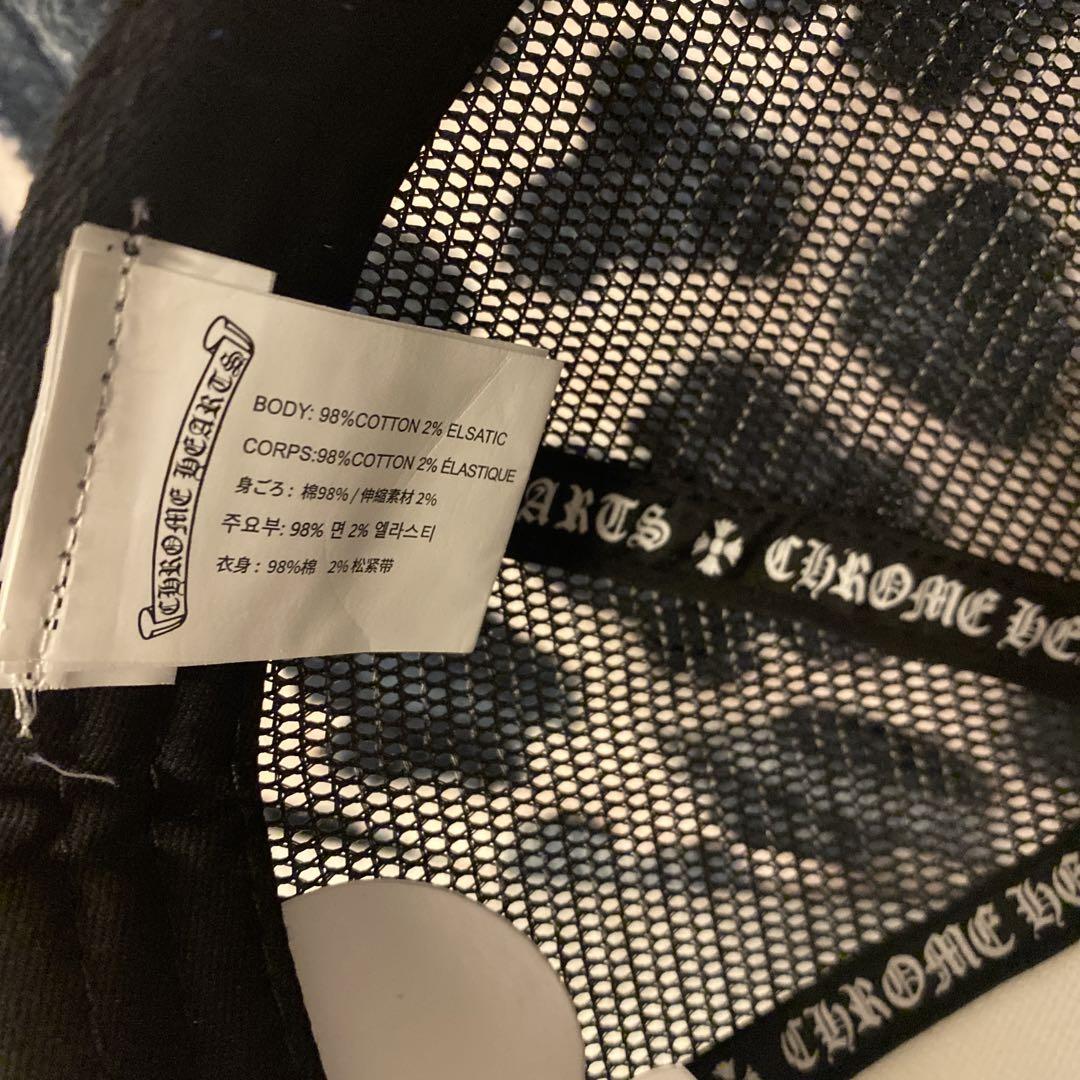 CHROME HEARTS
BODY: 98%COTTON 2% ELSATIC
CORPS:98%COTTON 2% ÉLASTIQUE
身ごろ : 棉98% / 伸縮素材 2%
주요부: 98% 면 2% 엘라스티
衣身 : 98%棉 2% 松紧带
ARTS CHROME HE
CHROME HE